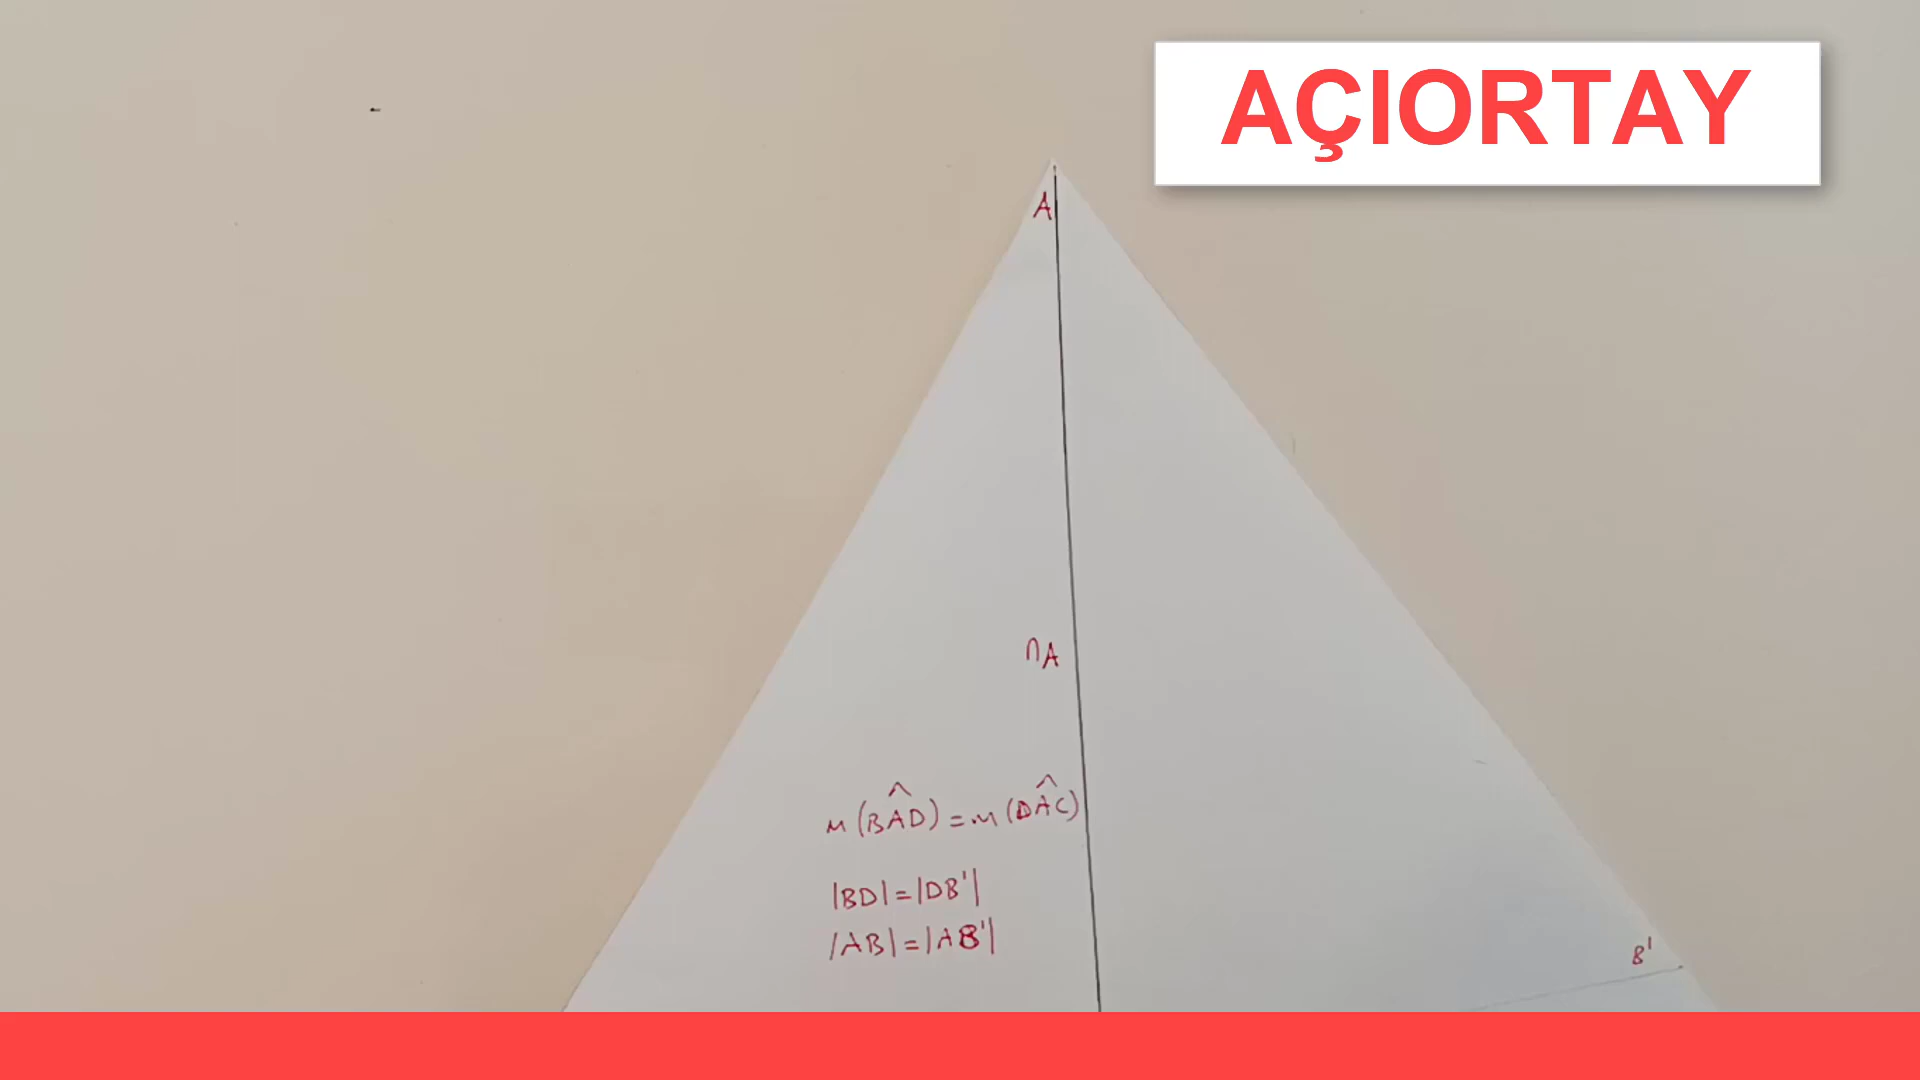 AÇIORTAY
A
nA
m(BÂD)=m(DÂC)
|BD|=|DB'|
|AB|=|AB'|
B'